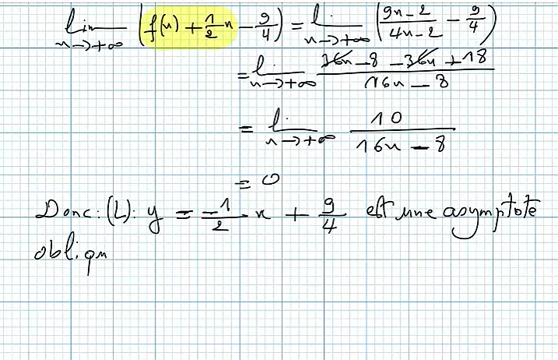 lim x→+∞ (f(x) + 1/2 x - 9/4) = lim x→+∞ (9x-2/4x-2 - 9/4)
= lim x→+∞ 36x - 8 - 36x + 18 / 16x - 8
= lim x→+∞ 10 / 16x - 8
= 0
Donc: (L): y = -1/2 x + 9/4 est une asymptote
obliqu